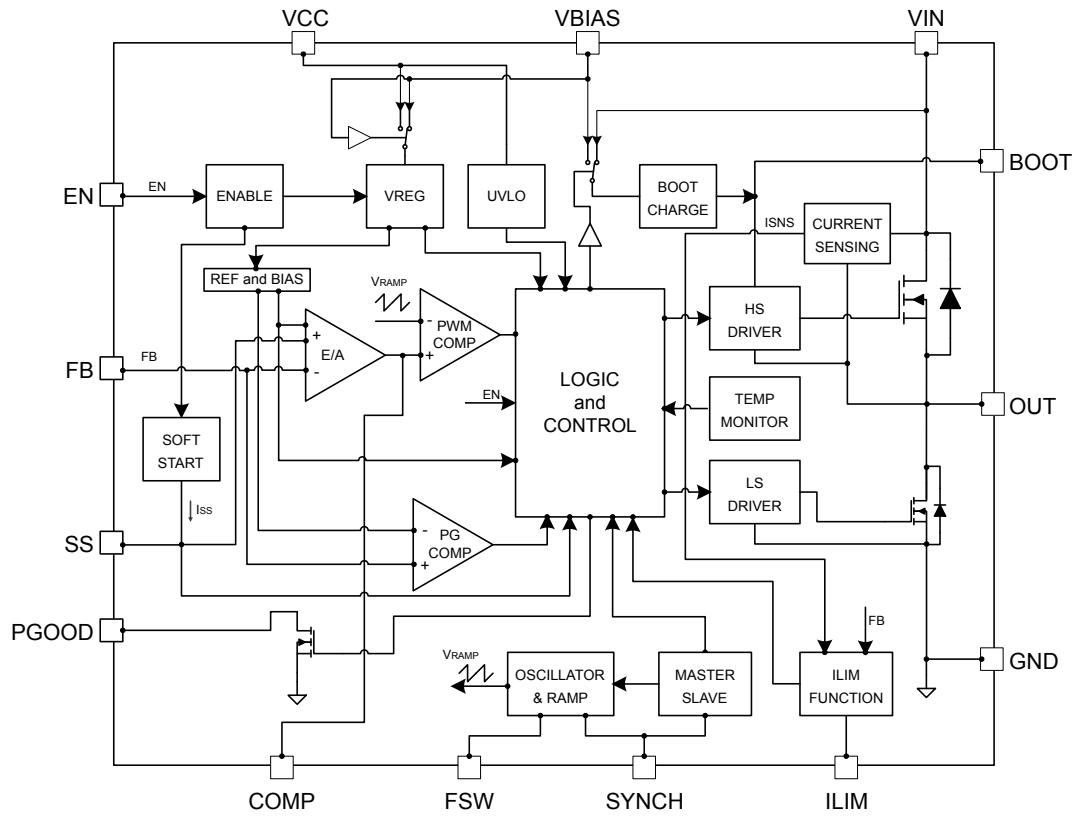 VCC
VBIAS
VIN
BOOT
EN
EN
ENABLE
VREG
UVLO
BOOT
CHARGE
ISNS
CURRENT
SENSING
REF and BIAS
VRAMP
-
PWM
COMP
+
HS
DRIVER
FB
FB
+
E/A
-
LOGIC
and
CONTROL
EN
TEMP
MONITOR
OUT
SOFT
START
ISS
LS
DRIVER
SS
-
PG
COMP
+
PGOOD
FB
VRAMP
OSCILLATOR
& RAMP
MASTER
SLAVE
ILIM
FUNCTION
GND
COMP
FSW
SYNCH
ILIM